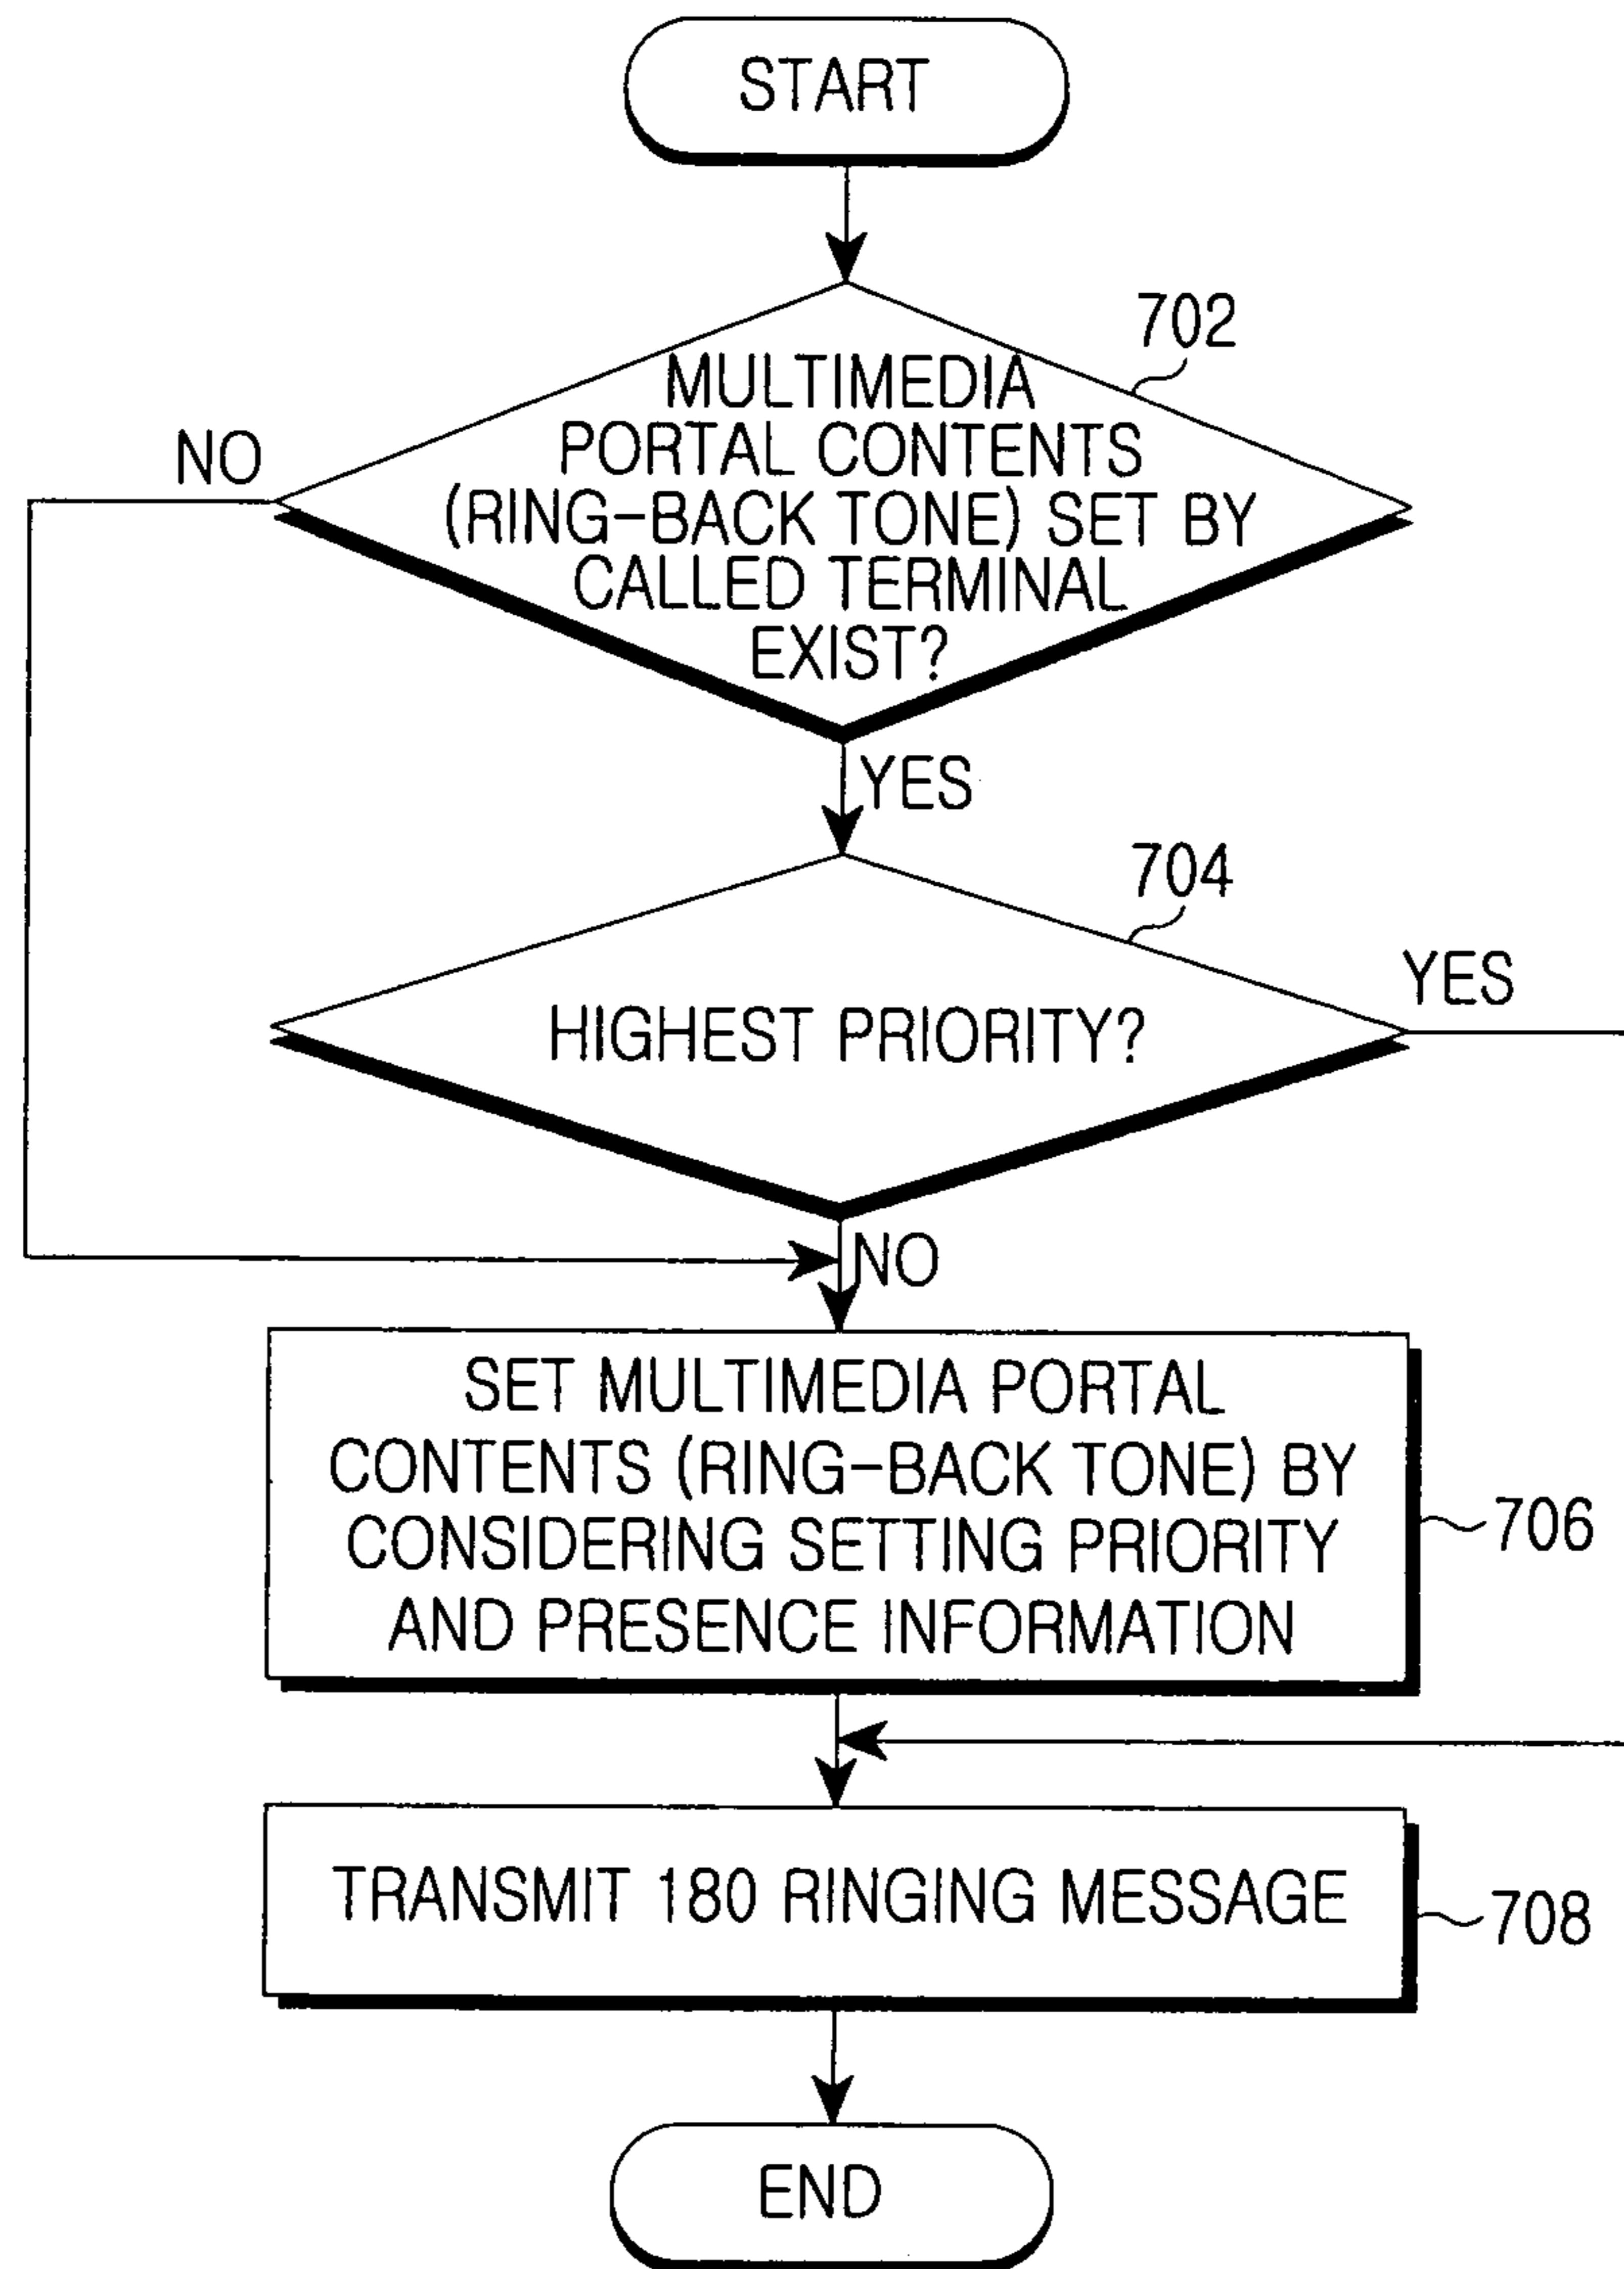 START
702
MULTIMEDIA
PORTAL CONTENTS
(RING-BACK TONE) SET BY
CALLED TERMINAL
EXIST?
NO
YES
704
HIGHEST PRIORITY?
YES
NO
SET MULTIMEDIA PORTAL
CONTENTS (RING-BACK TONE) BY
CONSIDERING SETTING PRIORITY
AND PRESENCE INFORMATION
706
TRANSMIT 180 RINGING MESSAGE
708
END